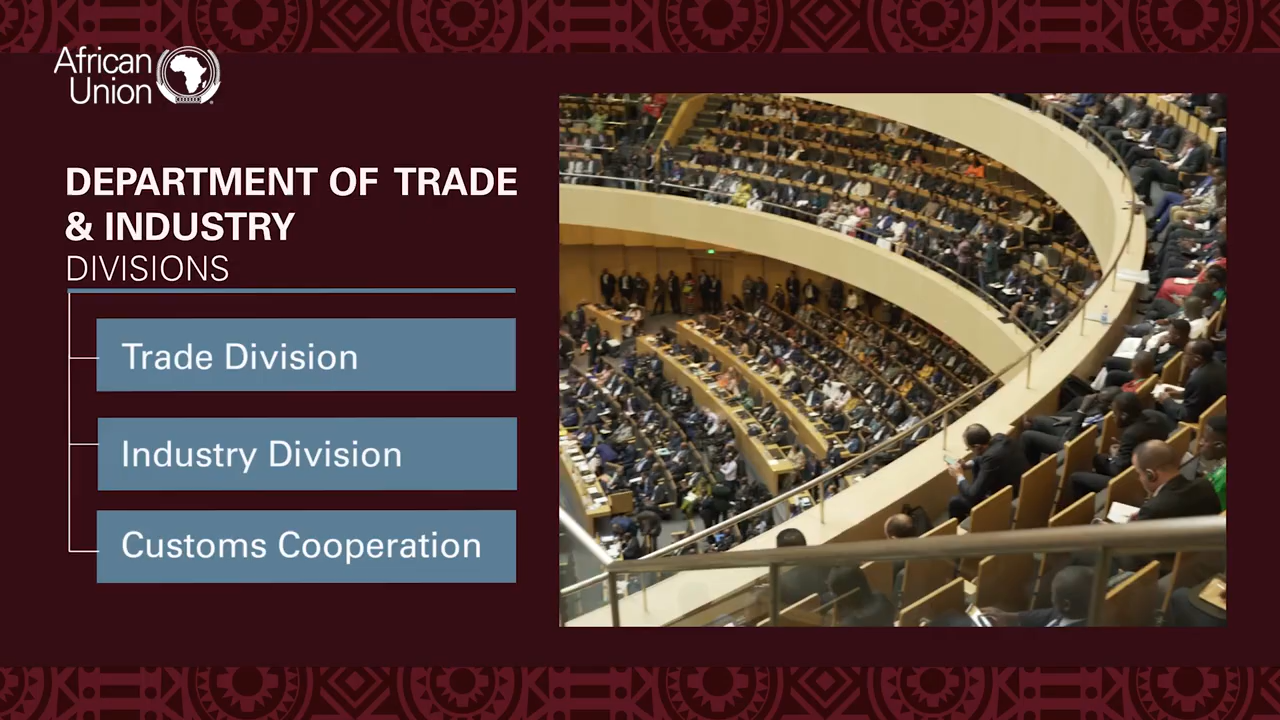 African
Union
DEPARTMENT OF TRADE
& INDUSTRY
DIVISIONS
Trade Division
Industry Division
Customs Cooperation